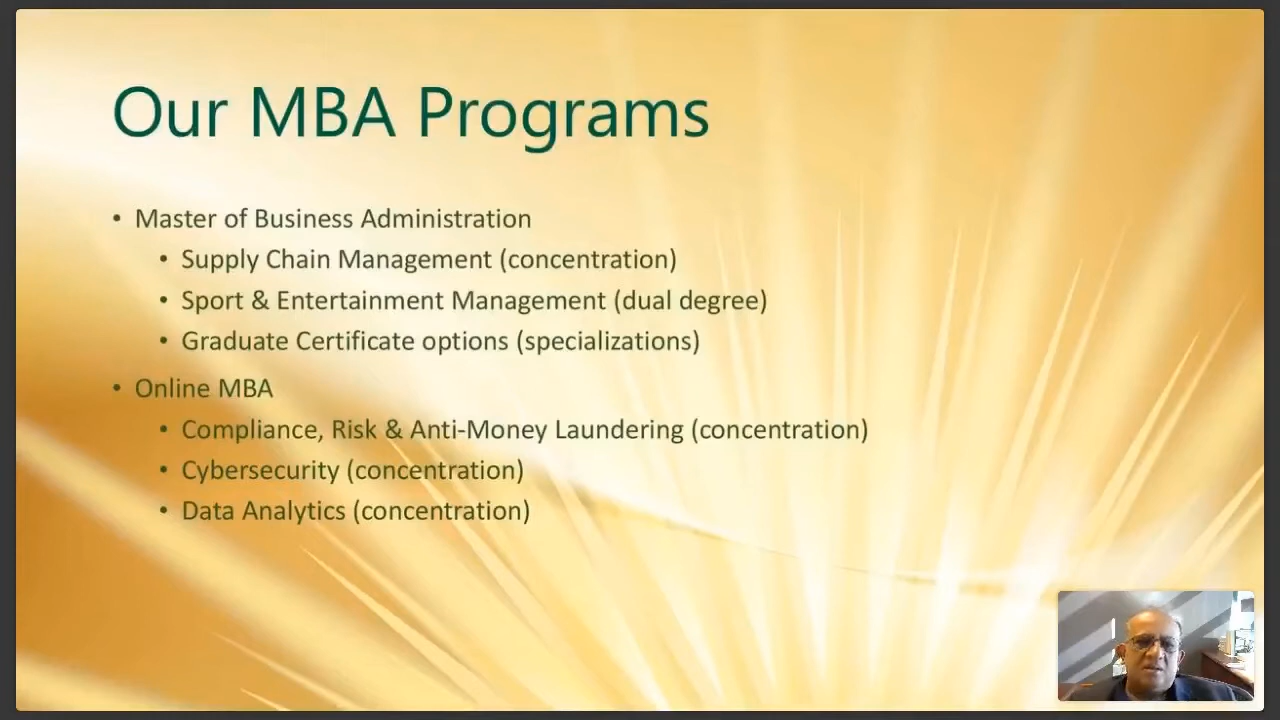 Our MBA Programs
• Master of Business Administration
• Supply Chain Management (concentration)
• Sport & Entertainment Management (dual degree)
• Graduate Certificate options (specializations)
• Online MBA
• Compliance, Risk & Anti-Money Laundering (concentration)
• Cybersecurity (concentration)
• Data Analytics (concentration)